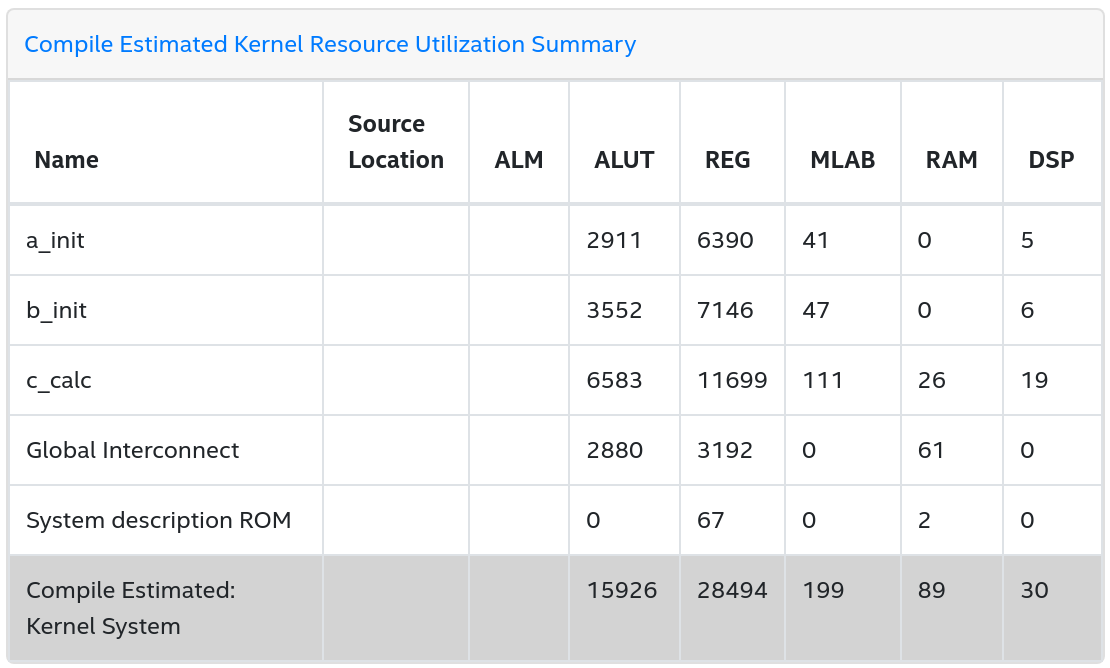 Compile Estimated Kernel Resource Utilization Summary
Name Source Location ALM ALUT REG MLAB RAM DSP
a_init 2911 6390 41 0 5
b_init 3552 7146 47 0 6
c_calc 6583 11699 111 26 19
Global Interconnect 2880 3192 0 61 0
System description ROM 0 67 0 2 0
Compile Estimated: Kernel System 15926 28494 199 89 30